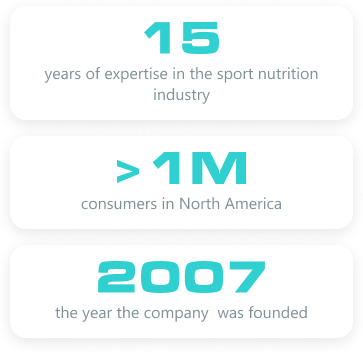 15
years of expertise in the sport nutrition
industry
> 1M
consumers in North America
2007
the year the company  was founded